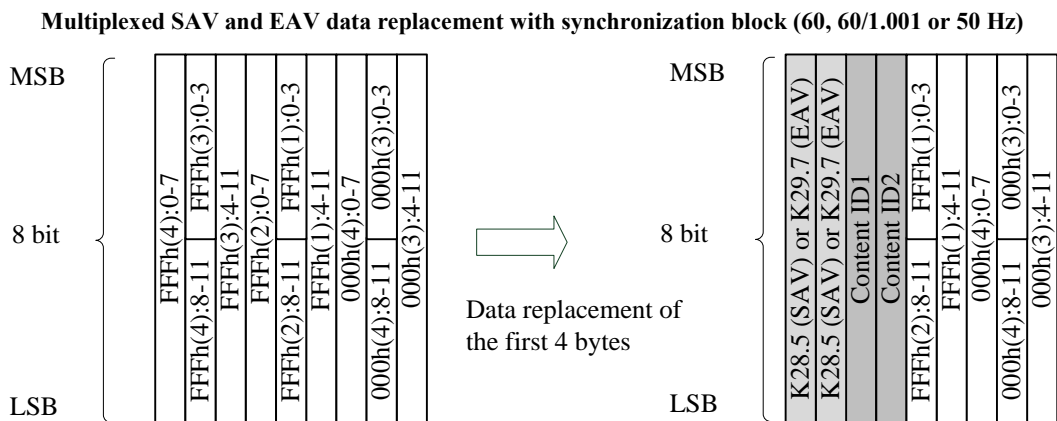 Multiplexed SAV and EAV data replacement with synchronization block (60, 60/1.001 or 50 Hz)
MSB
8 bit
LSB
FFFh(4):0-7
FFFh(3):0-3
FFFh(4):8-11
FFFh(3):4-11
FFFh(2):0-7
FFFh(1):0-3
FFFh(2):8-11
FFFh(1):4-11
000h(4):0-7
000h(3):0-3
000h(4):8-11
000h(3):4-11
Data replacement of
the first 4 bytes
MSB
8 bit
LSB
K28.5 (SAV) or K29.7 (EAV)
K28.5 (SAV) or K29.7 (EAV)
Content ID1
Content ID2
FFFh(1):0-3
FFFh(2):8-11
FFFh(1):4-11
000h(4):0-7
000h(3):0-3
000h(4):8-11
000h(3):4-11